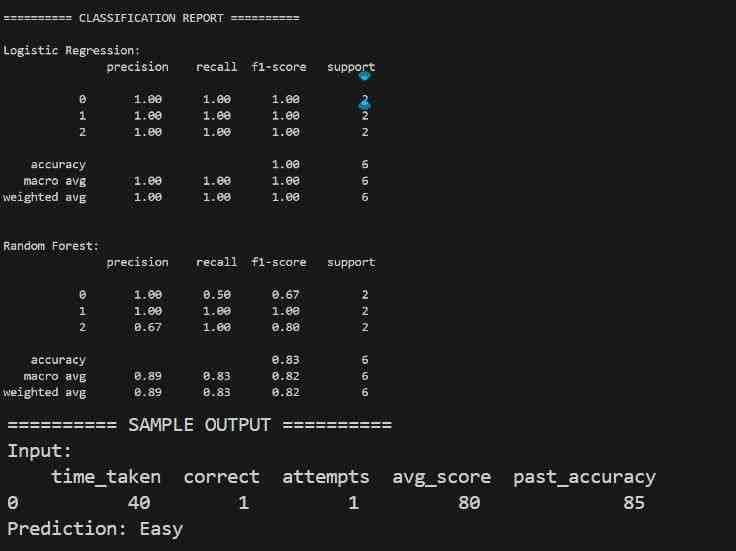 ========== CLASSIFICATION REPORT ==========
Logistic Regression:
precision recall f1-score support
0 1.00 1.00 1.00 2
1 1.00 1.00 1.00 2
2 1.00 1.00 1.00 2
accuracy 1.00 6
macro avg 1.00 1.00 1.00 6
weighted avg 1.00 1.00 1.00 6
Random Forest:
precision recall f1-score support
0 1.00 0.50 0.67 2
1 1.00 1.00 1.00 2
2 0.67 1.00 0.80 2
accuracy 0.83 6
macro avg 0.89 0.83 0.82 6
weighted avg 0.89 0.83 0.82 6
========== SAMPLE OUTPUT ==========
Input:
time_taken correct attempts avg_score past_accuracy
0 40 1 1 80 85
Prediction: Easy